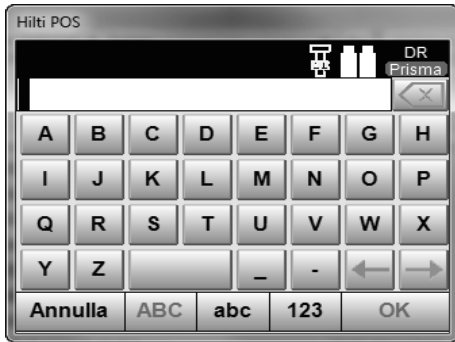 Hilti POS
DR
Prisma
A B C D E F G H
I J K L M N O P
Q R S T U V W X
Y Z _ -
Annulla ABC abc 123 OK